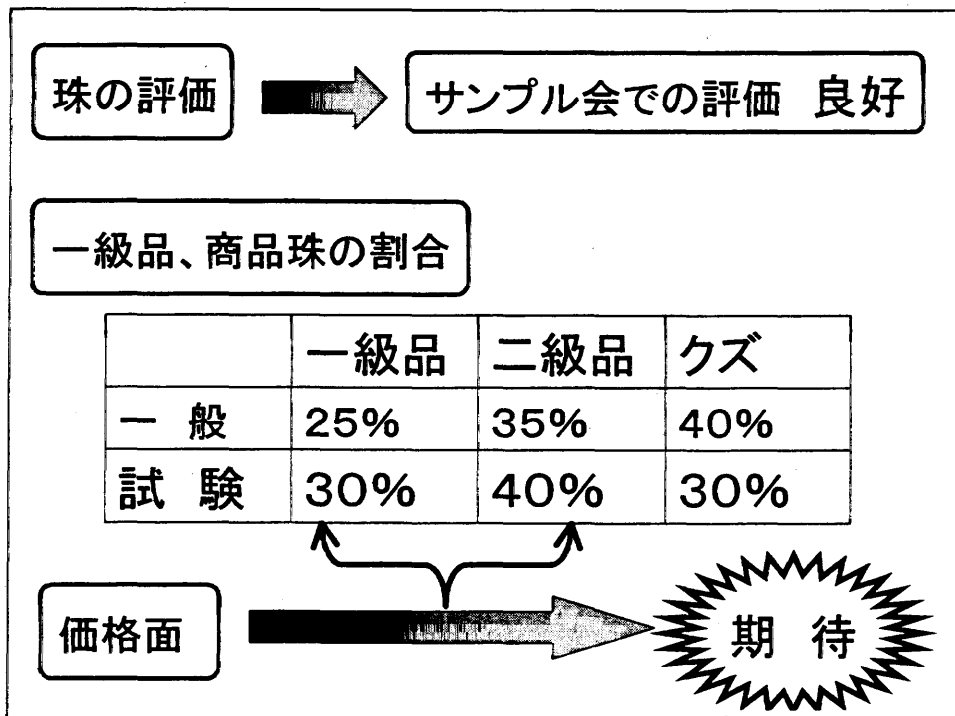 珠の評価
サンプル会での評価 良好
一級品、商品珠の割合
一級品 二級品 クズ
一 般 25% 35% 40%
試 験 30% 40% 30%
価格面
期 待